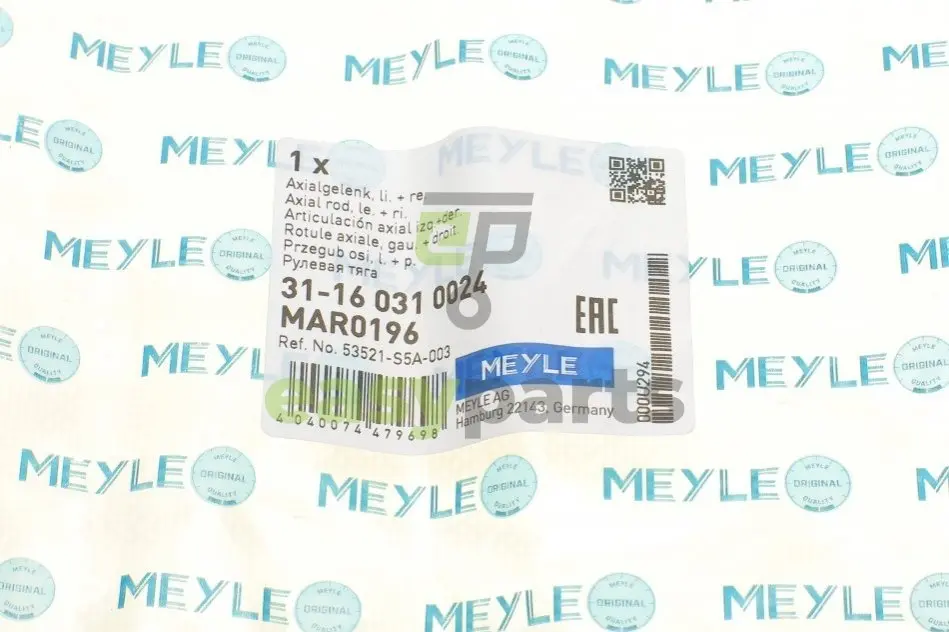 MEYLE
MEYLE ORIGINAL QUALITY
1 x
Axialgelenk, li. + re.
Axial rod, le. + ri.
Articulación axial izq.+der.
Rotule axiale, gau. + droit.
Przegub osi, l. + p.
Рулевая тяга
31-16 031 0024
MAR0196
Ref. No. 53521-S5A-003
EAC
MEYLE
MEYLE AG
Hamburg 22143, Germany
4 040074 479698
easyparts